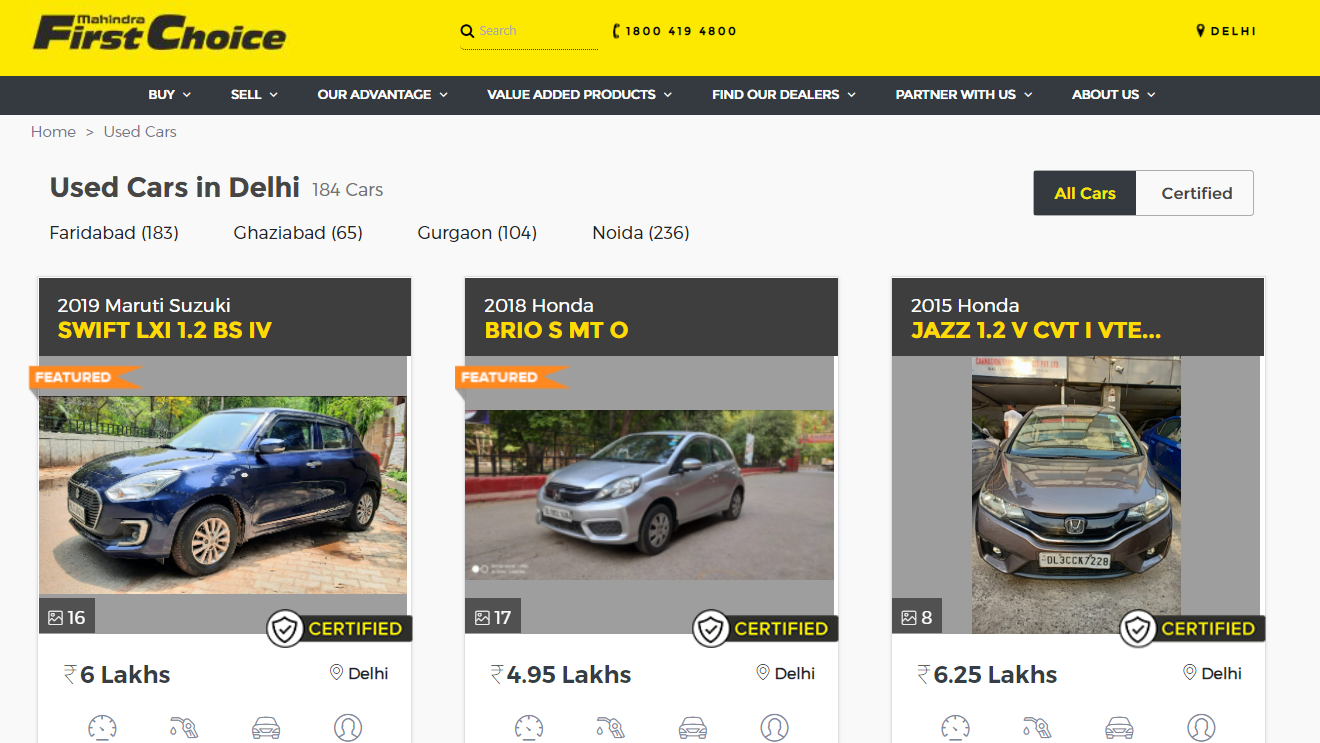 Mahindra
First Choice
Search
1800 419 4800
DELHI
BUY
SELL
OUR ADVANTAGE
VALUE ADDED PRODUCTS
FIND OUR DEALERS
PARTNER WITH US
ABOUT US
Home > Used Cars
Used Cars in Delhi 184 Cars
All Cars
Certified
Faridabad (183)
Ghaziabad (65)
Gurgaon (104)
Noida (236)
2019 Maruti Suzuki
SWIFT LXI 1.2 BS IV
FEATURED
16
CERTIFIED
₹ 6 Lakhs
Delhi
2018 Honda
BRIO S MT O
FEATURED
17
CERTIFIED
₹ 4.95 Lakhs
Delhi
2015 Honda
JAZZ 1.2 V CVT I VTE...
DL3CCK7228
8
CERTIFIED
₹ 6.25 Lakhs
Delhi